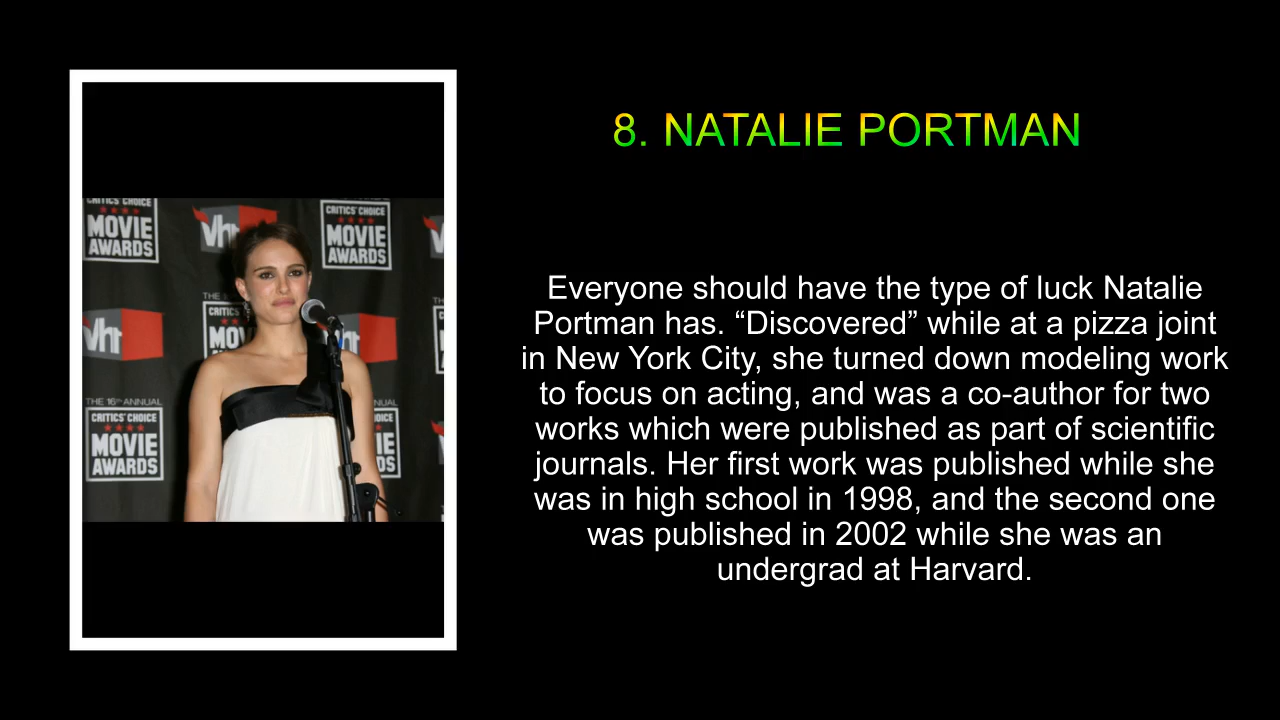 8. NATALIE PORTMAN
Everyone should have the type of luck Natalie
Portman has. “Discovered” while at a pizza joint
in New York City, she turned down modeling work
to focus on acting, and was a co-author for two
works which were published as part of scientific
journals. Her first work was published while she
was in high school in 1998, and the second one
was published in 2002 while she was an
undergrad at Harvard.
CRITICS' CHOICE
MOVIE
AWARDS
vh1
CRITICS' CHOICE
MOVIE
AWARDS
THE
CRITICS'
MOV
AW
vh1
THE 16TH ANNUAL
CRITICS' CHOICE
MOVIE
AWARDS